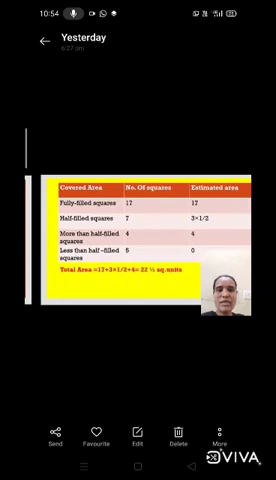 10:54
Yesterday
6:27 am
Covered Area No. Of squares Estimated area
Fully-filled squares 17 17
Half-filled squares 7 3×1/2
More than half-filled squares 4 4
Less than half –filled squares 5 0
Total Area =17+3×1/2+4= 22 ½ sq.units
Send Favourite Edit Delete More
VIVA